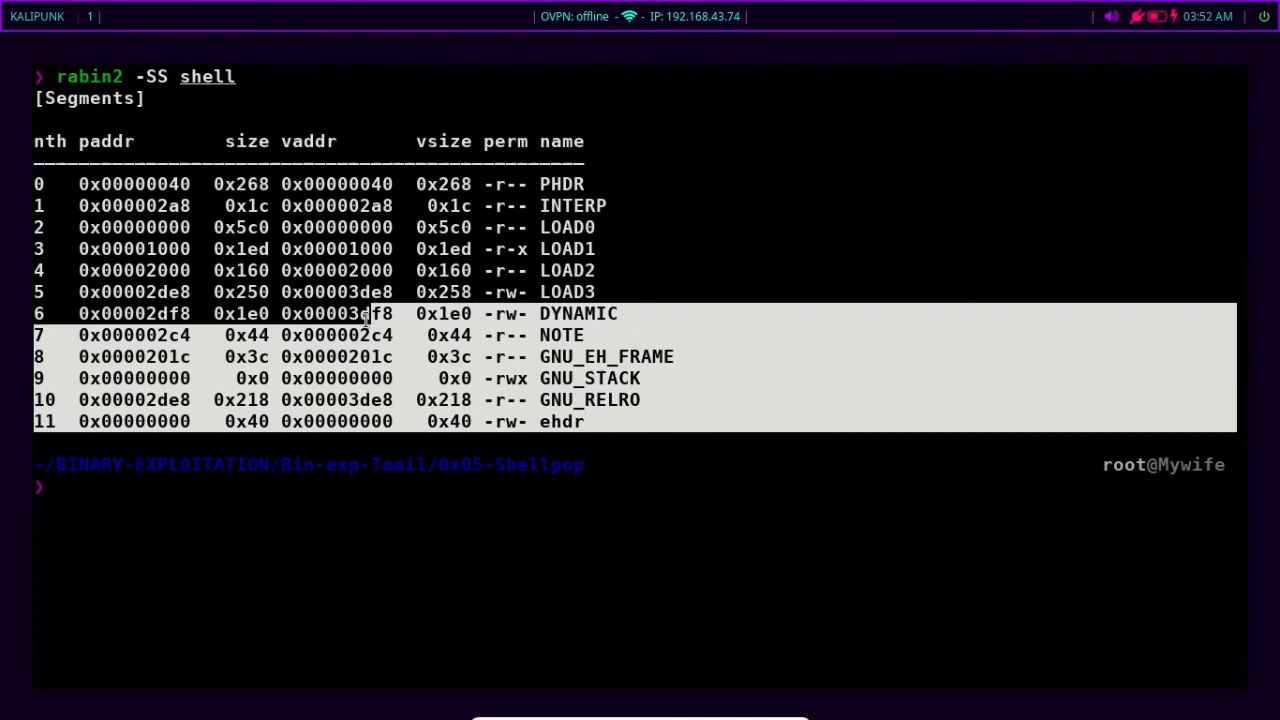 KALIPUNK 1 | | OVPN: offline - - IP: 192.168.43.74 | | 03:52 AM |
❯ rabin2 -SS shell
[Segments]
nth paddr size vaddr vsize perm name
0 0x00000040 0x268 0x00000040 0x268 -r-- PHDR
1 0x000002a8 0x1c 0x000002a8 0x1c -r-- INTERP
2 0x00000000 0x5c0 0x00000000 0x5c0 -r-- LOAD0
3 0x00001000 0x1ed 0x00001000 0x1ed -r-x LOAD1
4 0x00002000 0x160 0x00002000 0x160 -r-- LOAD2
5 0x00002de8 0x250 0x00003de8 0x258 -rw- LOAD3
6 0x00002df8 0x1e0 0x00003df8 0x1e0 -rw- DYNAMIC
7 0x000002c4 0x44 0x000002c4 0x44 -r-- NOTE
8 0x0000201c 0x3c 0x0000201c 0x3c -r-- GNU_EH_FRAME
9 0x00000000 0x0 0x00000000 0x0 -rwx GNU_STACK
10 0x00002de8 0x218 0x00003de8 0x218 -r-- GNU_RELRO
11 0x00000000 0x40 0x00000000 0x40 -rw- ehdr
~/BINARY-EXPLOITATION/Bin-exp-Tamil/0x05-Shellpop root@Mywife
❯